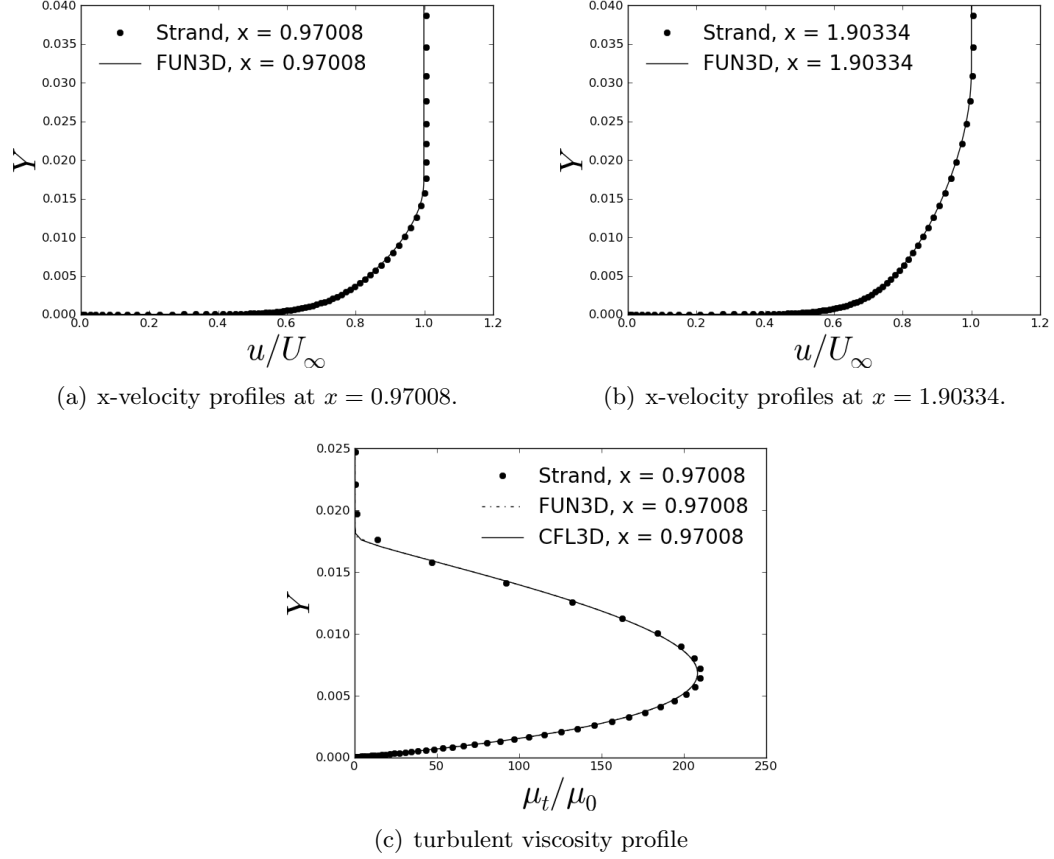 0.040
0.035
0.030
0.025
0.020
0.015
0.010
0.005
0.000
Y
Strand, x = 0.97008
FUN3D, x = 0.97008
0.0 0.2 0.4 0.6 0.8 1.0 1.2
u/U∞
(a) x-velocity profiles at x = 0.97008.
0.040
0.035
0.030
0.025
0.020
0.015
0.010
0.005
0.000
Y
Strand, x = 1.90334
FUN3D, x = 1.90334
0.0 0.2 0.4 0.6 0.8 1.0 1.2
u/U∞
(b) x-velocity profiles at x = 1.90334.
0.025
0.020
0.015
0.010
0.005
0.000
Y
Strand, x = 0.97008
FUN3D, x = 0.97008
CFL3D, x = 0.97008
0 50 100 150 200 250
μt/μ0
(c) turbulent viscosity profile